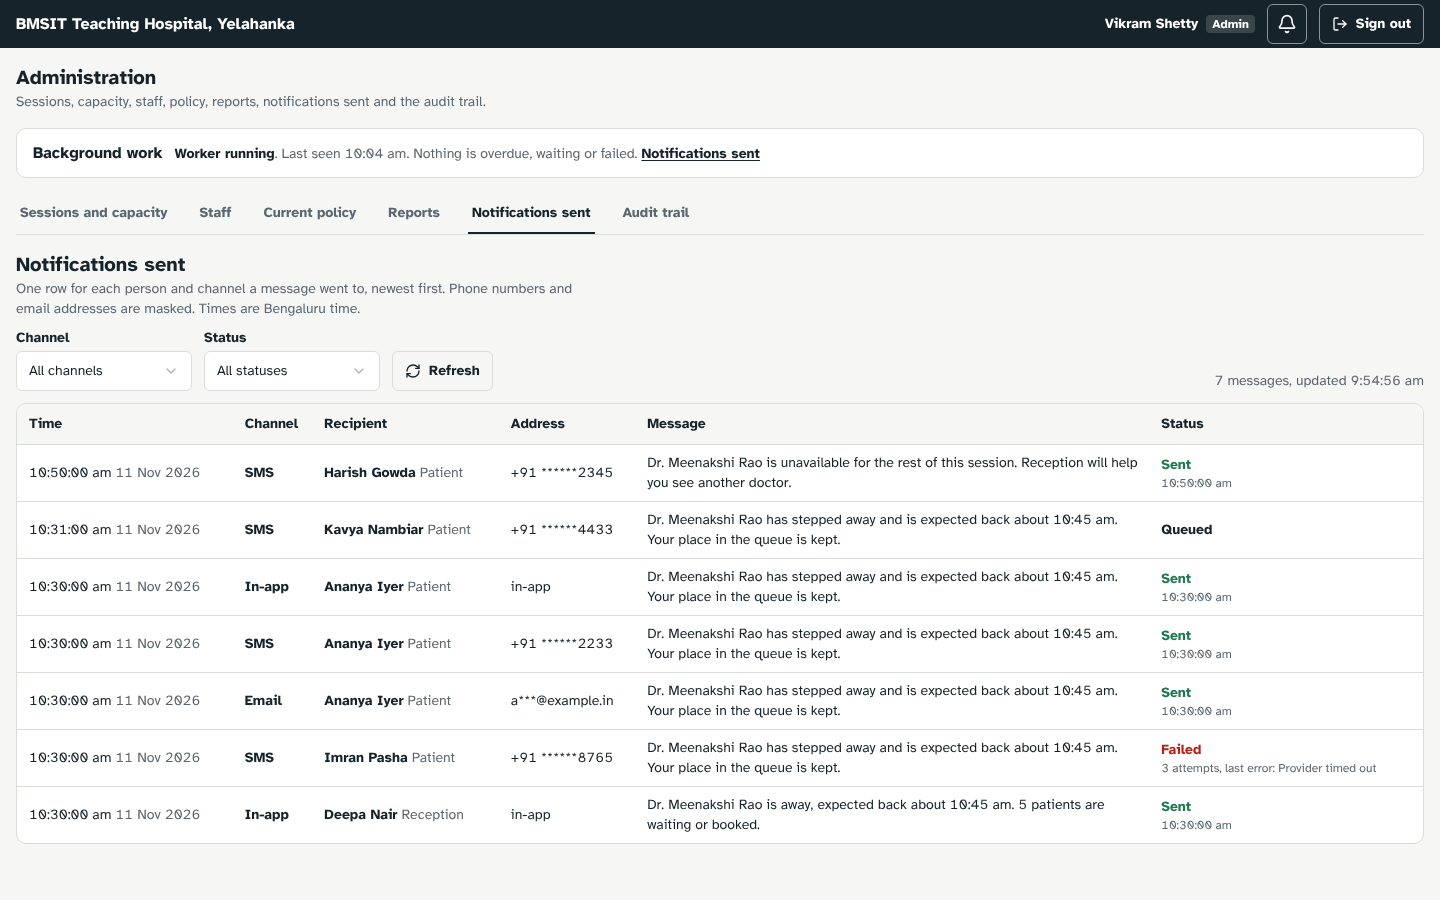 BMSIT Teaching Hospital, Yelahanka
Vikram Shetty Admin Sign out
Administration
Sessions, capacity, staff, policy, reports, notifications sent and the audit trail.
Background work Worker running. Last seen 10:04 am. Nothing is overdue, waiting or failed. Notifications sent
Sessions and capacity Staff Current policy Reports Notifications sent Audit trail
Notifications sent
One row for each person and channel a message went to, newest first. Phone numbers and
email addresses are masked. Times are Bengaluru time.
Channel Status
All channels All statuses Refresh
7 messages, updated 9:54:56 am
Time Channel Recipient Address Message Status
10:50:00 am 11 Nov 2026 SMS Harish Gowda Patient +91 ******2345 Dr. Meenakshi Rao is unavailable for the rest of this session. Reception will help Sent
you see another doctor. 10:50:00 am
10:31:00 am 11 Nov 2026 SMS Kavya Nambiar Patient +91 ******4433 Dr. Meenakshi Rao has stepped away and is expected back about 10:45 am. Queued
Your place in the queue is kept.
10:30:00 am 11 Nov 2026 In-app Ananya Iyer Patient in-app Dr. Meenakshi Rao has stepped away and is expected back about 10:45 am. Sent
Your place in the queue is kept. 10:30:00 am
10:30:00 am 11 Nov 2026 SMS Ananya Iyer Patient +91 ******2233 Dr. Meenakshi Rao has stepped away and is expected back about 10:45 am. Sent
Your place in the queue is kept. 10:30:00 am
10:30:00 am 11 Nov 2026 Email Ananya Iyer Patient a***@example.in Dr. Meenakshi Rao has stepped away and is expected back about 10:45 am. Sent
Your place in the queue is kept. 10:30:00 am
10:30:00 am 11 Nov 2026 SMS Imran Pasha Patient +91 ******8765 Dr. Meenakshi Rao has stepped away and is expected back about 10:45 am. Failed
Your place in the queue is kept. 3 attempts, last error: Provider timed out
10:30:00 am 11 Nov 2026 In-app Deepa Nair Reception in-app Dr. Meenakshi Rao is away, expected back about 10:45 am. 5 patients are Sent
waiting or booked. 10:30:00 am